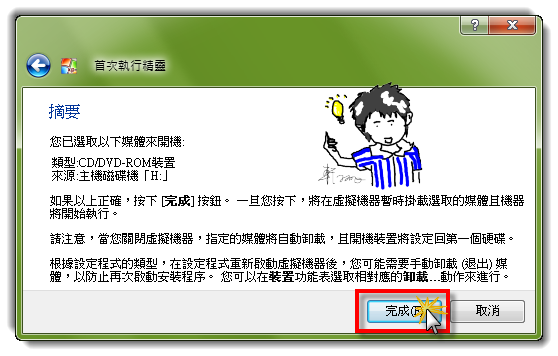 首次執行精靈
摘要
您已選取以下媒體來開機:
類型:CD/DVD-ROM裝置
來源:主機磁碟機「H:」
如果以上正確，按下 [完成] 按鈕。 一旦您按下，將在虛擬機器暫時掛載選取的媒體且機器
將開始執行。
請注意，當您關閉虛擬機器，指定的媒體將自動卸載，且開機裝置將設定回第一個硬碟。
根據設定程式的類型，在設定程式重新啟動虛擬機器後，您可能需要手動卸載 (退出) 媒
體，以防止再次啟動安裝程序。 您可以在裝置功能表選取相對應的卸載...動作來進行。
完成(F)
取消